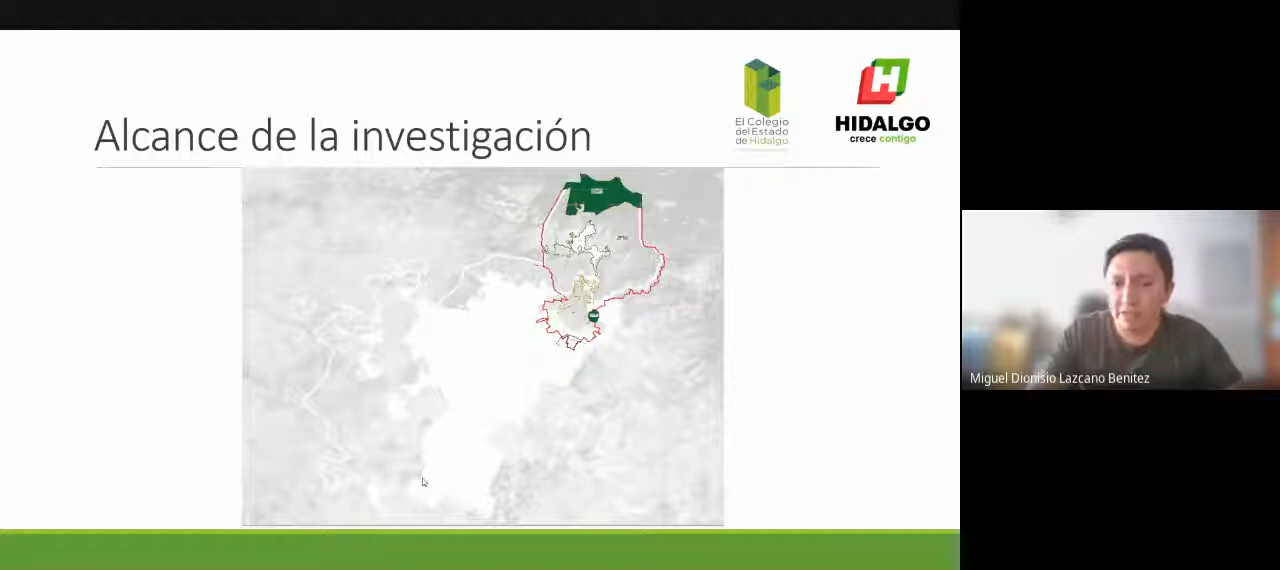 Alcance de la investigación
El Colegio
del Estado
de Hidalgo
H
HIDALGO
crece contigo
Miguel Dionisio Lazcano Benitez